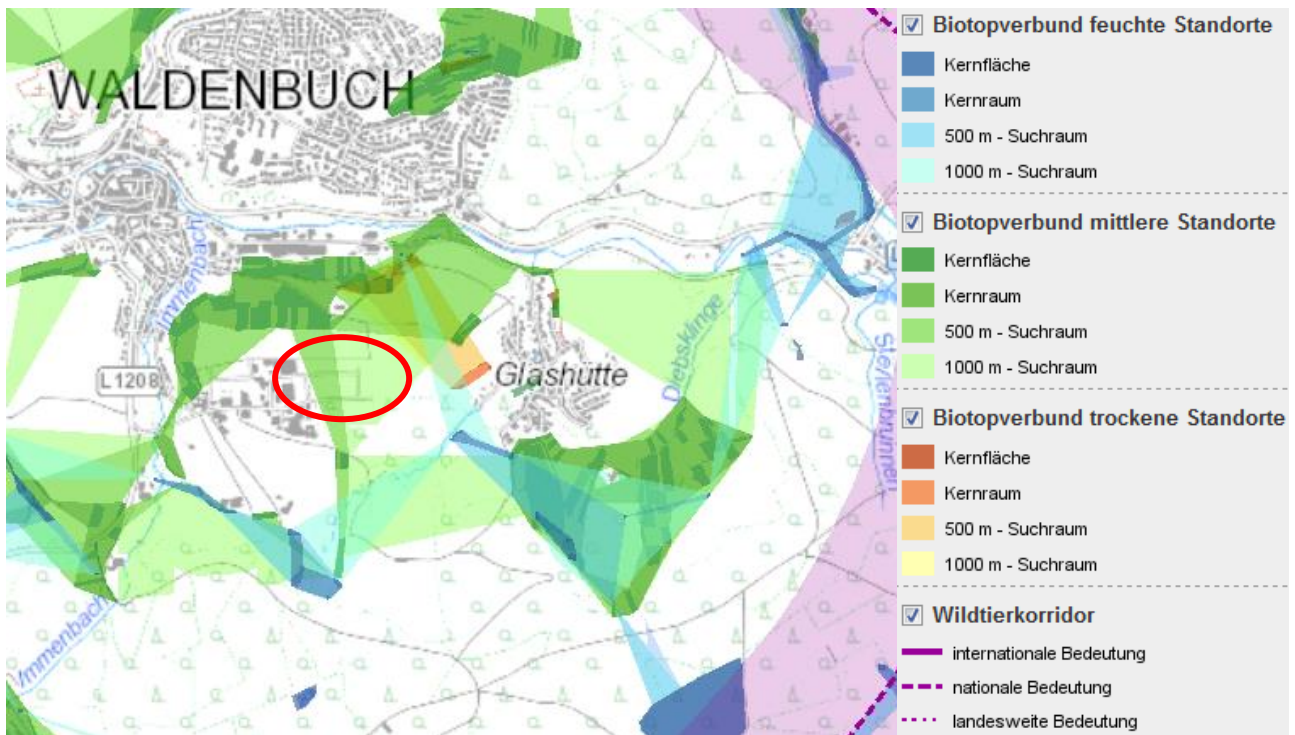 WALDENBUCH
Immenbach
L1208
Glashütte
Diebsklinge
Immenbach
Biotopverbund feuchte Standorte
Kernfläche
Kernraum
500 m - Suchraum
1000 m - Suchraum
Biotopverbund mittlere Standorte
Kernfläche
Kernraum
500 m - Suchraum
1000 m - Suchraum
Biotopverbund trockene Standorte
Kernfläche
Kernraum
500 m - Suchraum
1000 m - Suchraum
Wildtierkorridor
internationale Bedeutung
nationale Bedeutung
landesweite Bedeutung